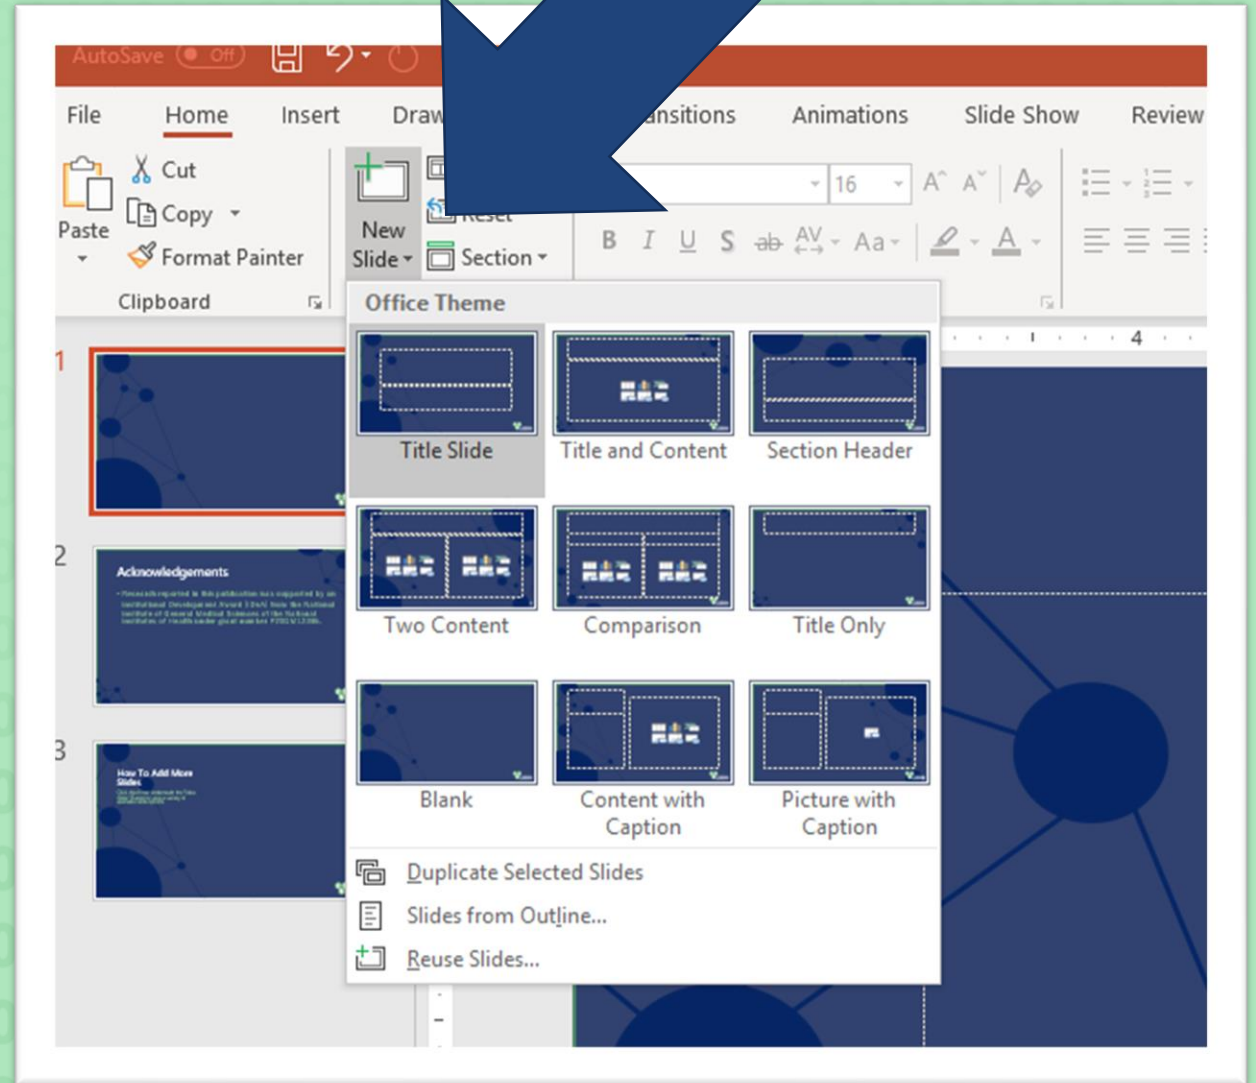 AutoSave Off
File Home Insert Draw ansitions Animations Slide Show Review
Paste
Cut
Copy
Format Painter
Clipboard
New
Slide
Reset
Section
16 A^ A˅ A
B I U S ab AV Aa A
Office Theme
Title Slide Title and Content Section Header
Two Content Comparison Title Only
Blank Content with Caption Picture with Caption
Duplicate Selected Slides
Slides from Outline...
Reuse Slides...
1
2
Acknowledgements
3
How To Add More
Slides
4